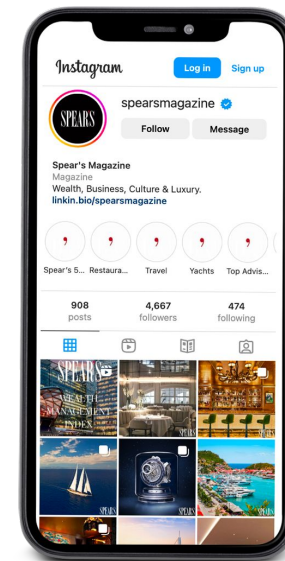 Instagram
Log in
Sign up
SPEARS
spearsmagazine
Follow
Message
Spear's Magazine
Magazine
Wealth, Business, Culture & Luxury.
linkin.bio/spearsmagazine
Spear's 5... Restaura... Travel Yachts Top Advis...
908 4,667 474
posts followers following
SPEARS
WEALTH
MANAGEMENT
INDEX
SPEARS
SPEARS
SPEARS
SPEARS
SPEARS